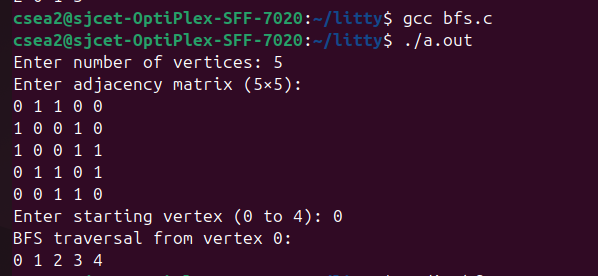 csea2@sjcet-OptiPlex-SFF-7020:~/litty$ gcc bfs.c
csea2@sjcet-OptiPlex-SFF-7020:~/litty$ ./a.out
Enter number of vertices: 5
Enter adjacency matrix (5×5):
0 1 1 0 0
1 0 0 1 0
1 0 0 1 1
0 1 1 0 1
0 0 1 1 0
Enter starting vertex (0 to 4): 0
BFS traversal from vertex 0:
0 1 2 3 4